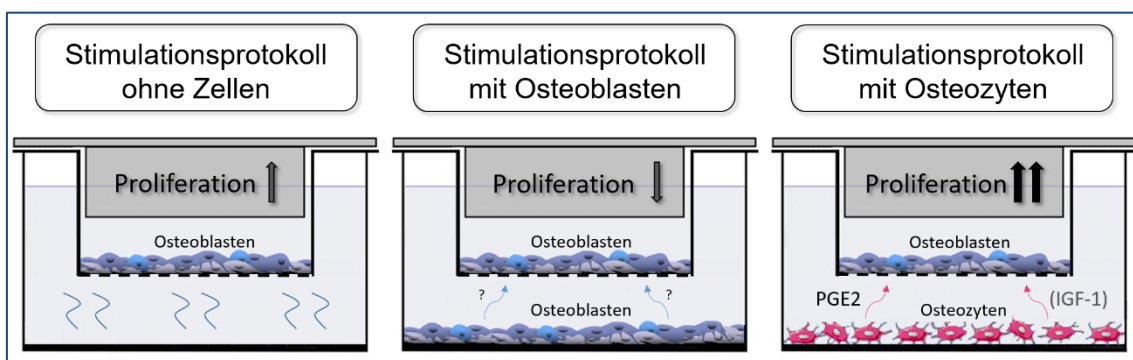 Stimulationsprotokoll
ohne Zellen
Proliferation
Osteoblasten
Stimulationsprotokoll
mit Osteoblasten
Proliferation
Osteoblasten
? ?
Osteoblasten
Stimulationsprotokoll
mit Osteozyten
Proliferation
Osteoblasten
PGE2 (IGF-1)
Osteozyten